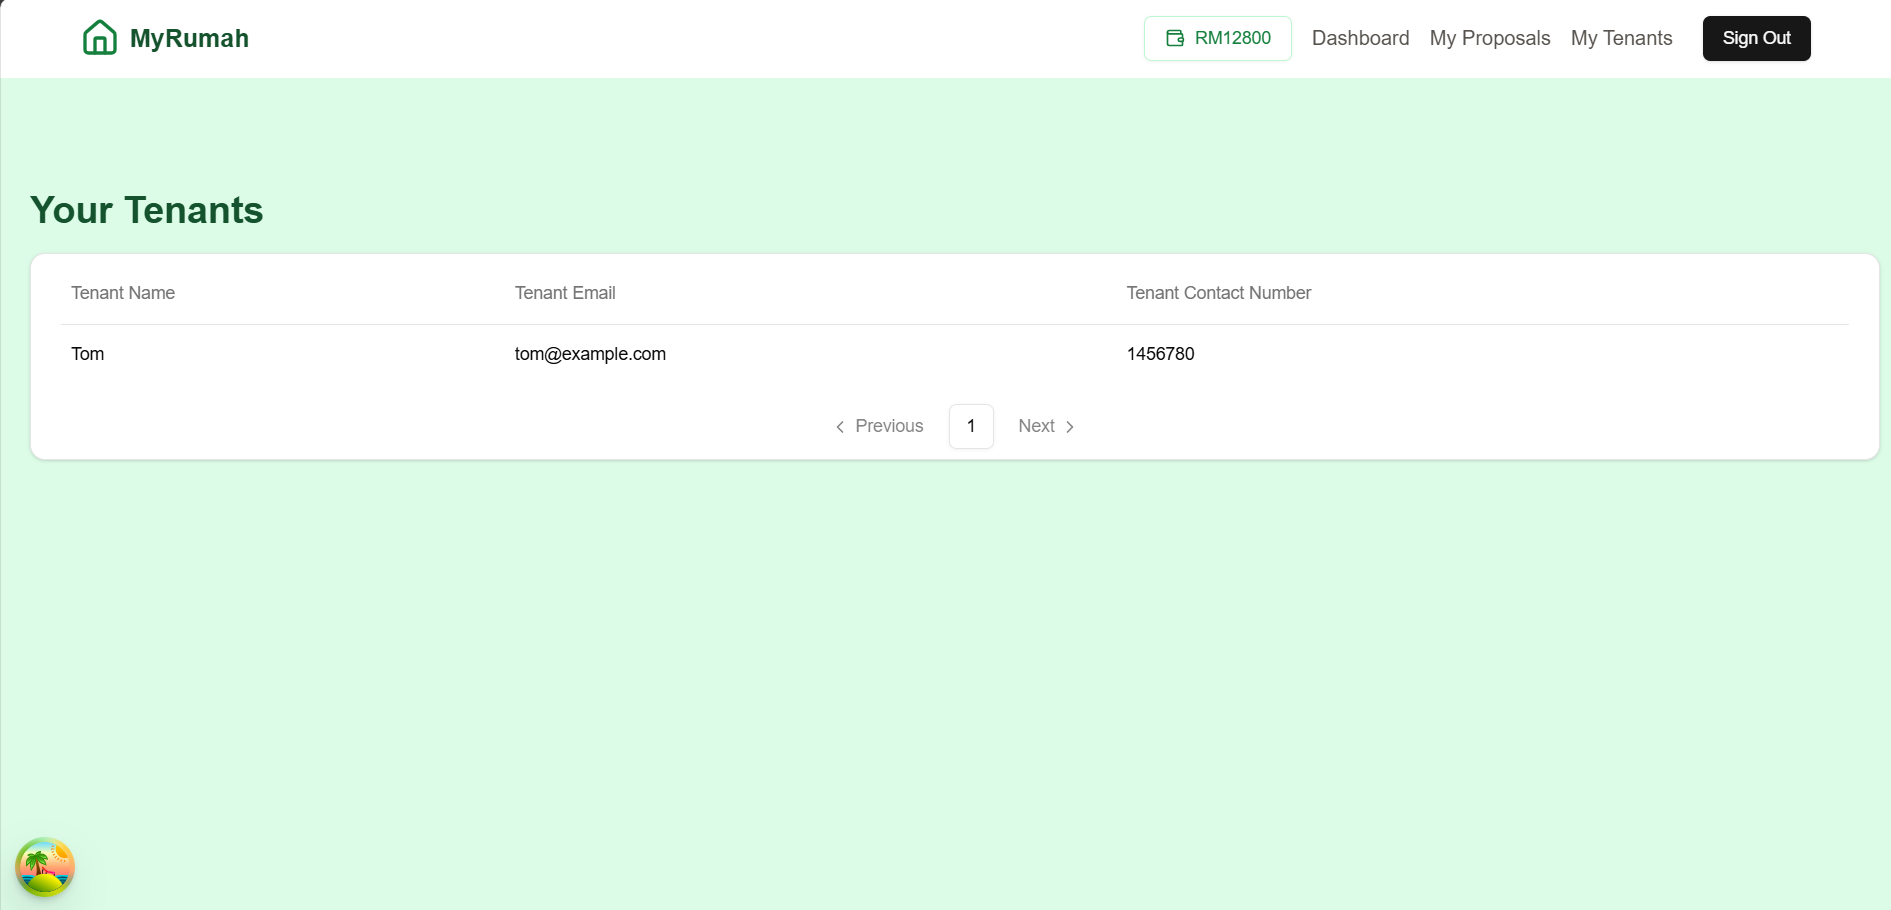 MyRumah
RM12800 Dashboard My Proposals My Tenants Sign Out
Your Tenants
Tenant Name Tenant Email Tenant Contact Number
Tom tom@example.com 1456780
Previous 1 Next